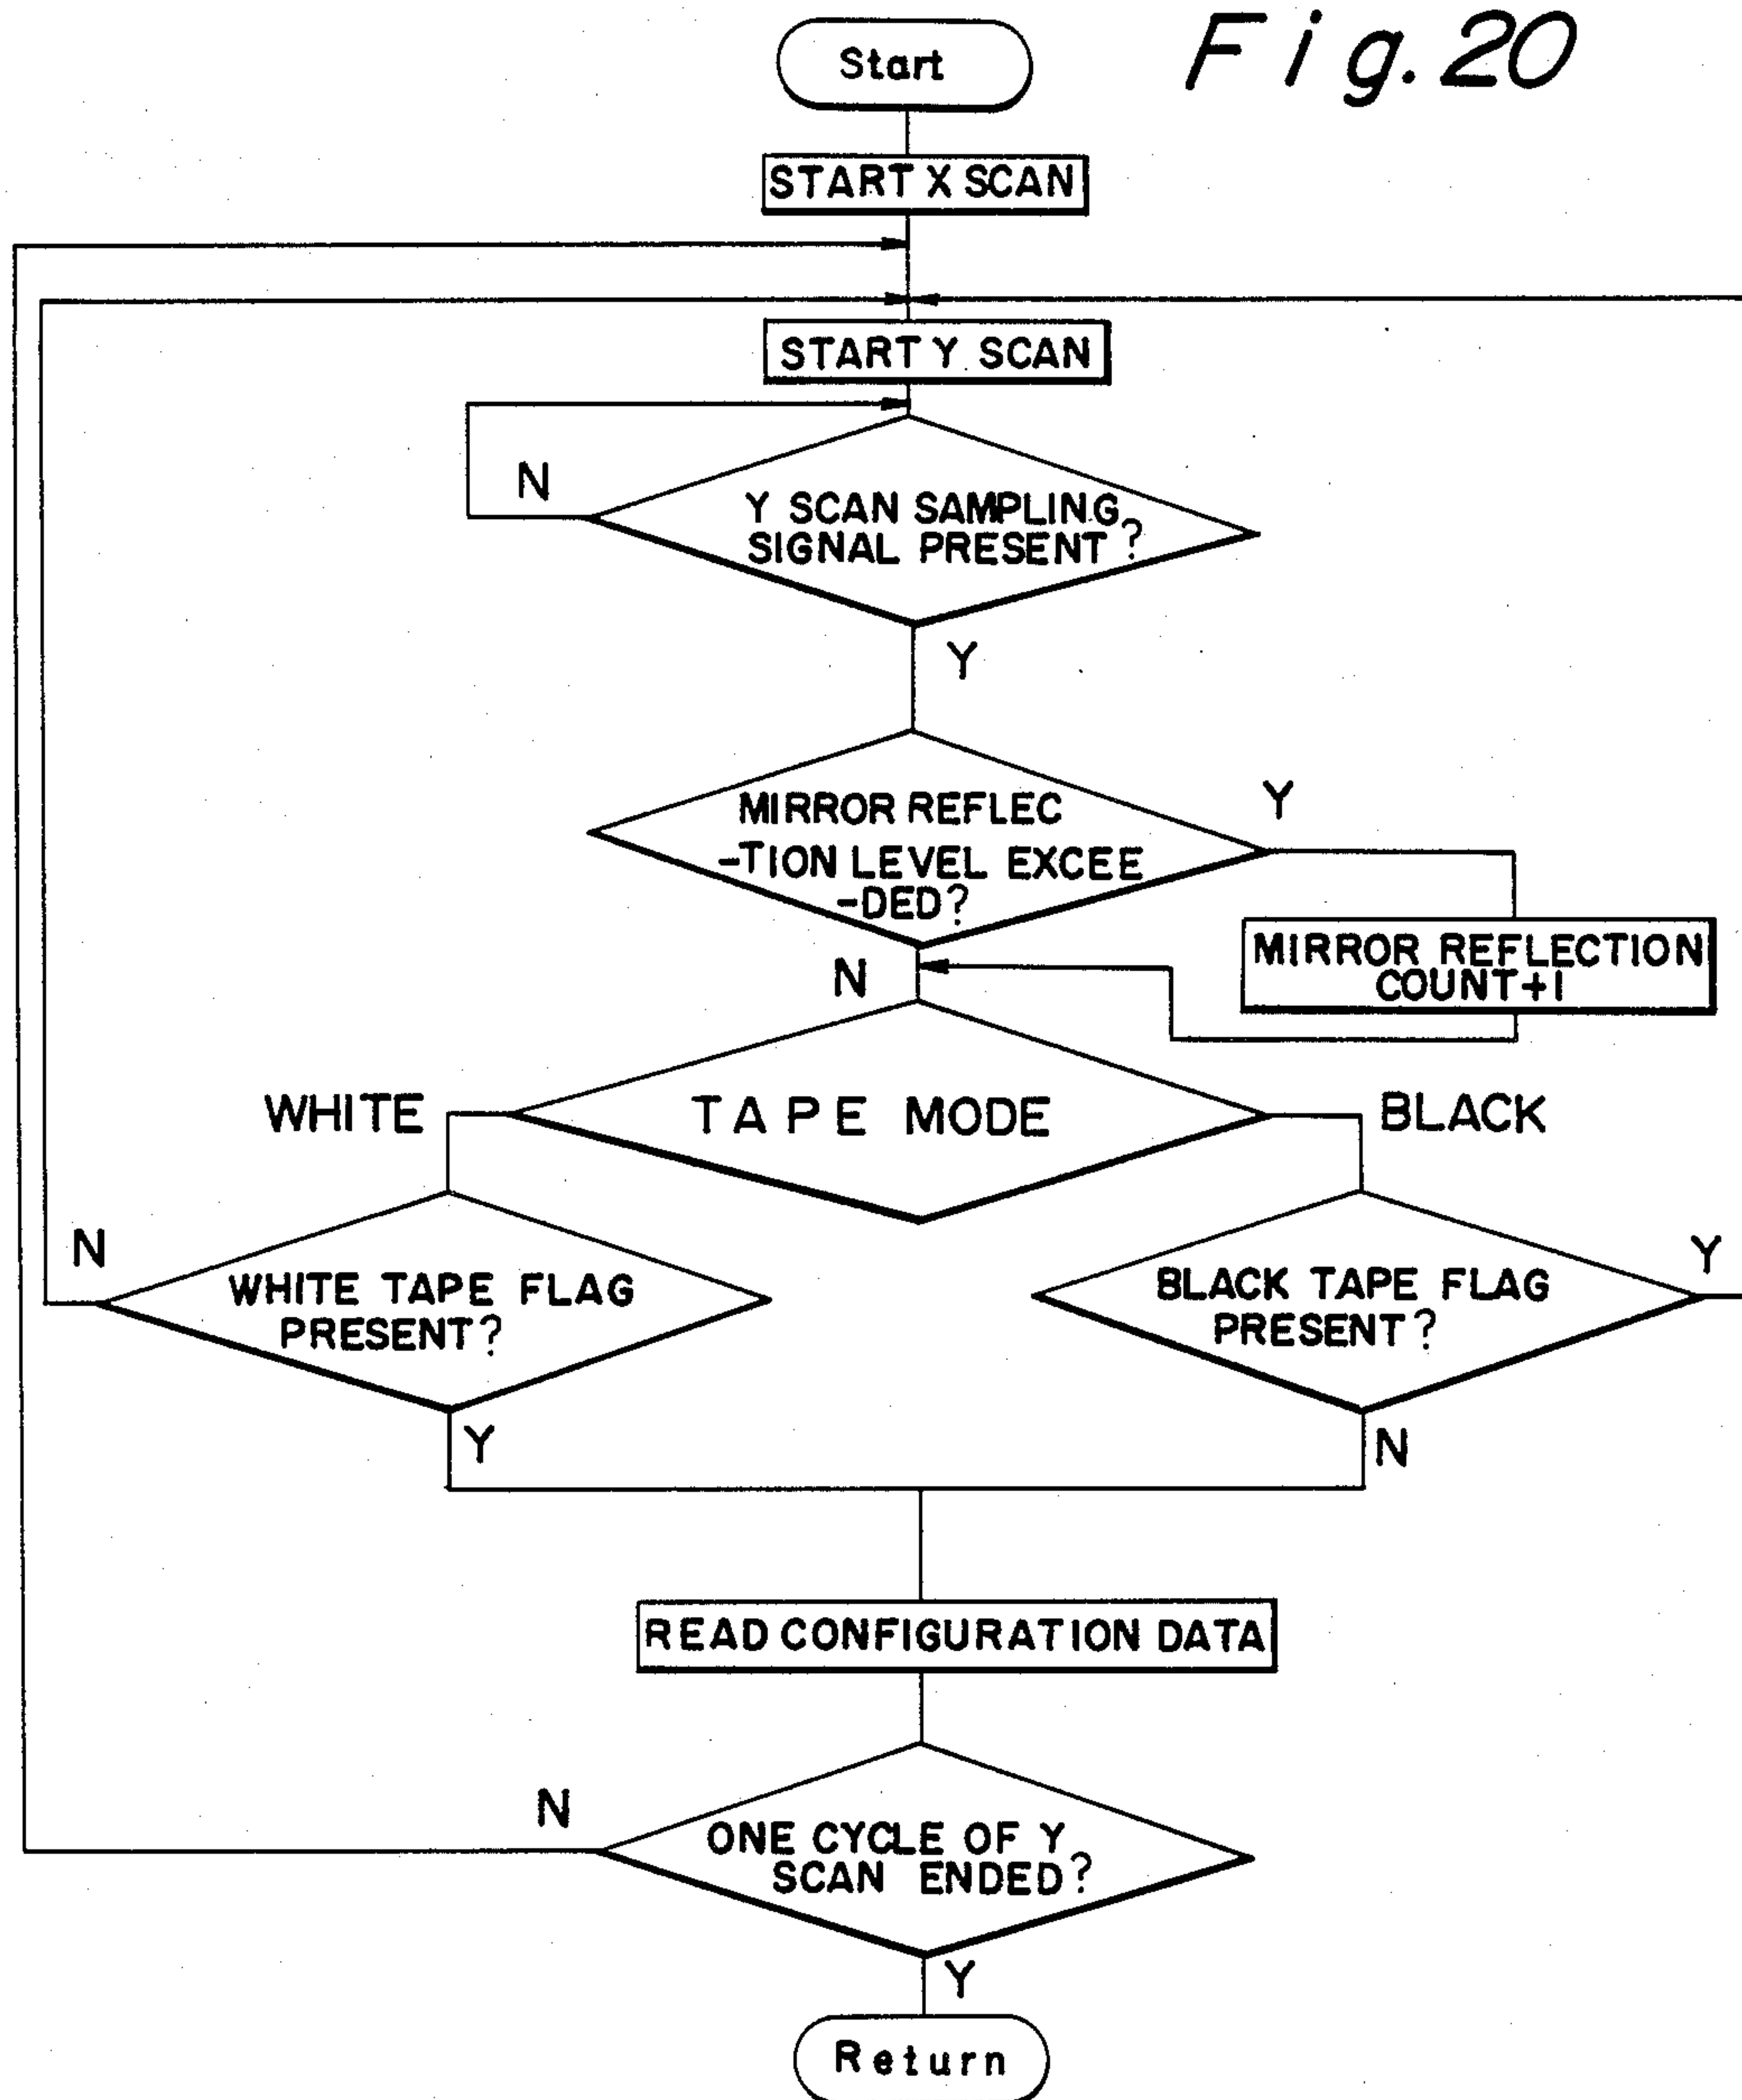 Fig. 20
Start
START X SCAN
START Y SCAN
N
Y SCAN SAMPLING
SIGNAL PRESENT?
Y
MIRROR REFLEC
-TION LEVEL EXCEE
-DED?
Y
N
MIRROR REFLECTION
COUNT+1
WHITE
TAPE MODE
BLACK
N
WHITE TAPE FLAG
PRESENT?
Y
BLACK TAPE FLAG
PRESENT?
Y
N
READ CONFIGURATION DATA
N
ONE CYCLE OF Y
SCAN ENDED?
Y
Return